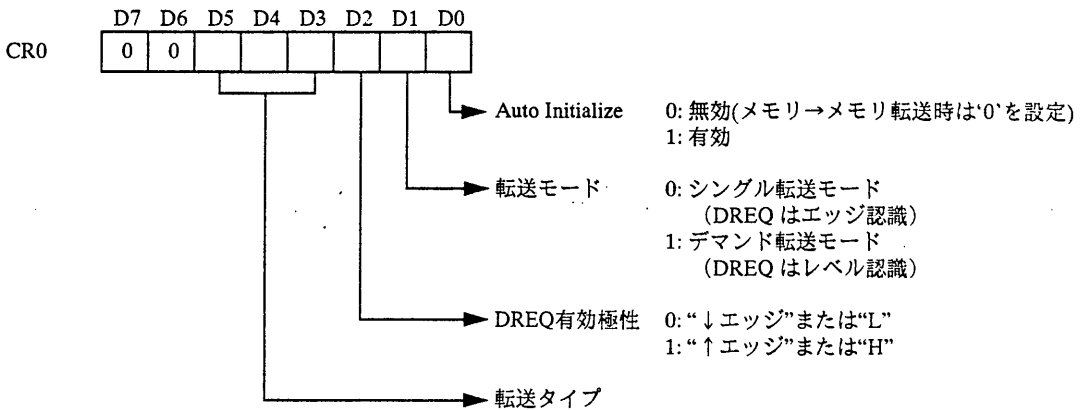 D7 D6 D5 D4 D3 D2 D1 D0
CR0 0 0
Auto Initialize 0: 無効(メモリ→メモリ転送時は‘0`を設定)
1: 有効
転送モード 0: シングル転送モード
（DREQ はエッジ認識）
1: デマンド転送モード
（DREQ はレベル認識）
DREQ有効極性 0: “↓エッジ”または“L”
1: “↑エッジ”または“H”
転送タイプ